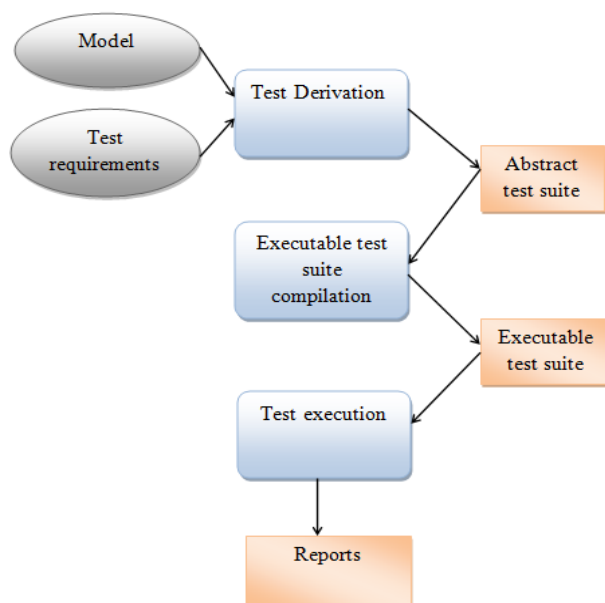 Model
Test Derivation
Test
requirements
Abstract
test suite
Executable test
suite
compilation
Executable
test suite
Test execution
Reports